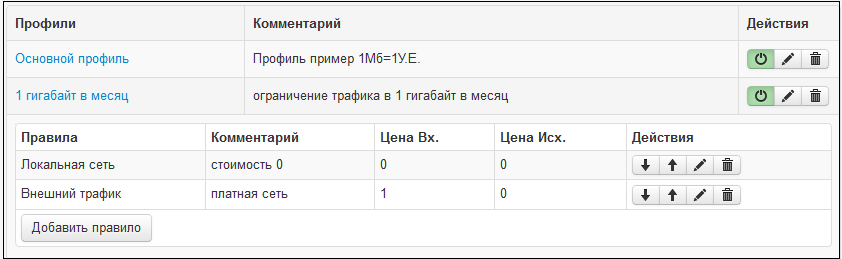 Профили Комментарий Действия
Основной профиль Профиль пример 1Мб=1У.Е.
1 гигабайт в месяц ограничение трафика в 1 гигабайт в месяц
Правила Комментарий Цена Вх. Цена Исх. Действия
Локальная сеть стоимость 0 0 0
Внешний трафик платная сеть 1 0
Добавить правило